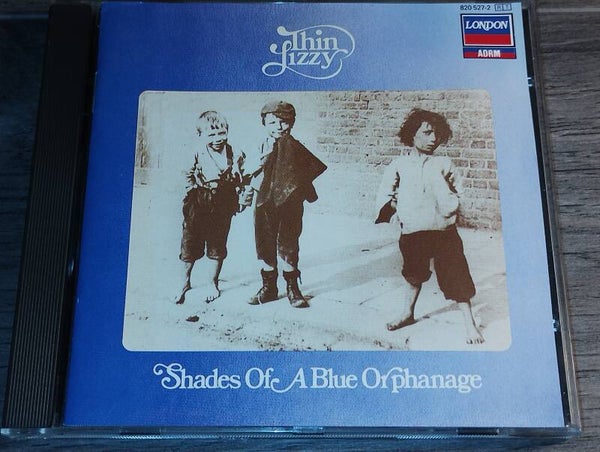 820 527-2
LONDON
ADRM
Thin
Lizzy
Shades Of A Blue Orphanage